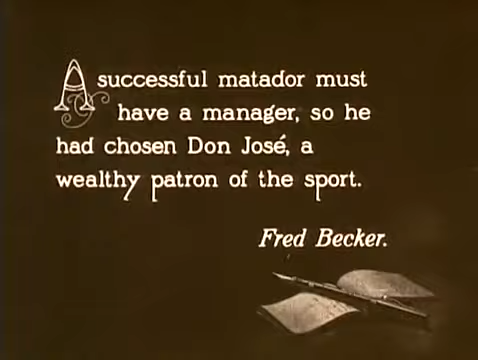 A successful matador must
have a manager, so he
had chosen Don José, a
wealthy patron of the sport.
Fred Becker.